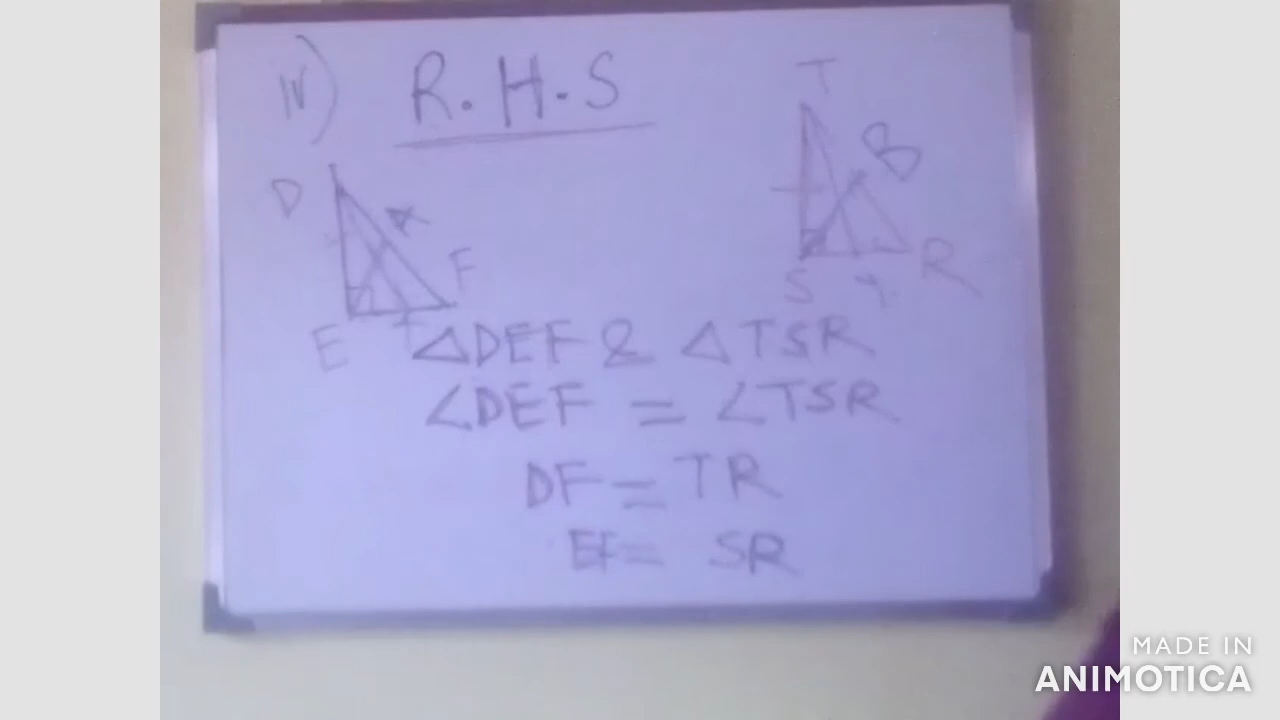 iv) R.H.S
T
B
D
F
S R
E
△DEF & △TSR
∠DEF = ∠TSR
DF = TR
EF = SR
MADE IN
ANIMOTICA